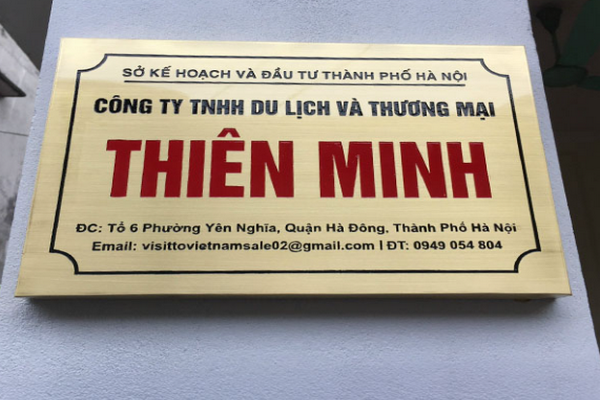 SỞ KẾ HOẠCH VÀ ĐẦU TƯ THÀNH PHỐ HÀ NỘI
CÔNG TY TNHH DU LỊCH VÀ THƯƠNG MẠI
THIÊN MINH
ĐC: Tổ 6 Phường Yên Nghĩa, Quận Hà Đông, Thành Phố Hà Nội
Email: visittovietnamsale02@gmail.com | ĐT: 0949 054 804